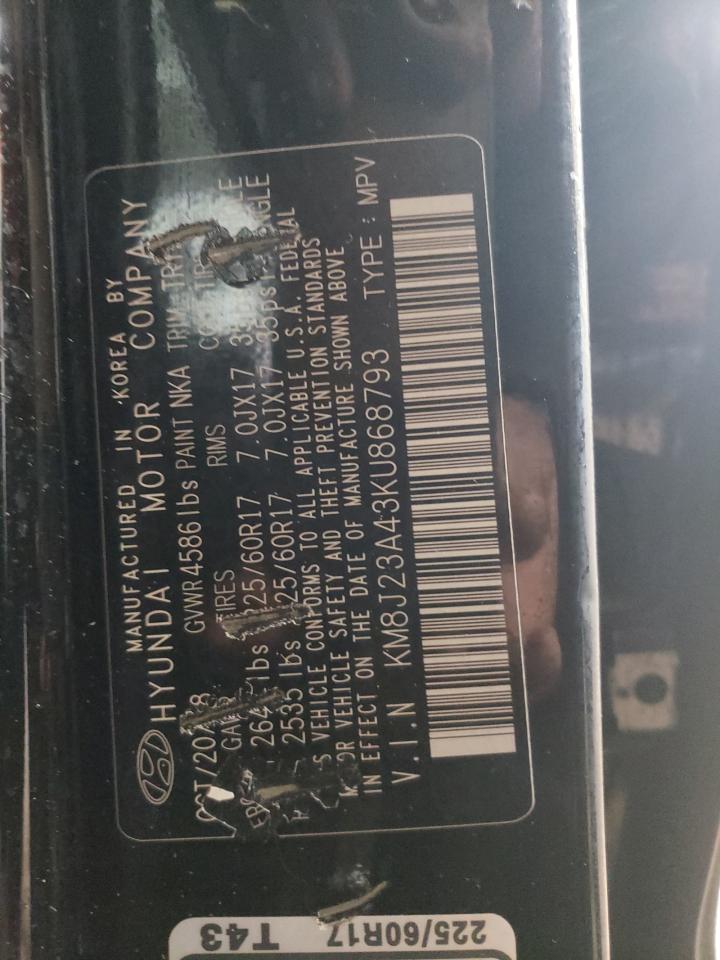 MANUFACTURED IN KOREA BY
HYUNDAI MOTOR COMPANY
GVWR 4586 lbs PAINT NKA TRIM
RIMS
25/60R17 7.0JX17
2535 lbs 25/60R17 7.0JX17 35psi
VEHICLE CONFORMS TO ALL APPLICABLE U.S.A. FEDERAL
VEHICLE SAFETY AND THEFT PREVENTION STANDARDS
IN EFFECT ON THE DATE OF MANUFACTURE SHOWN ABOVE
V.I.N KM8J23A43KU868793 TYPE : MPV
T43
225/60R17